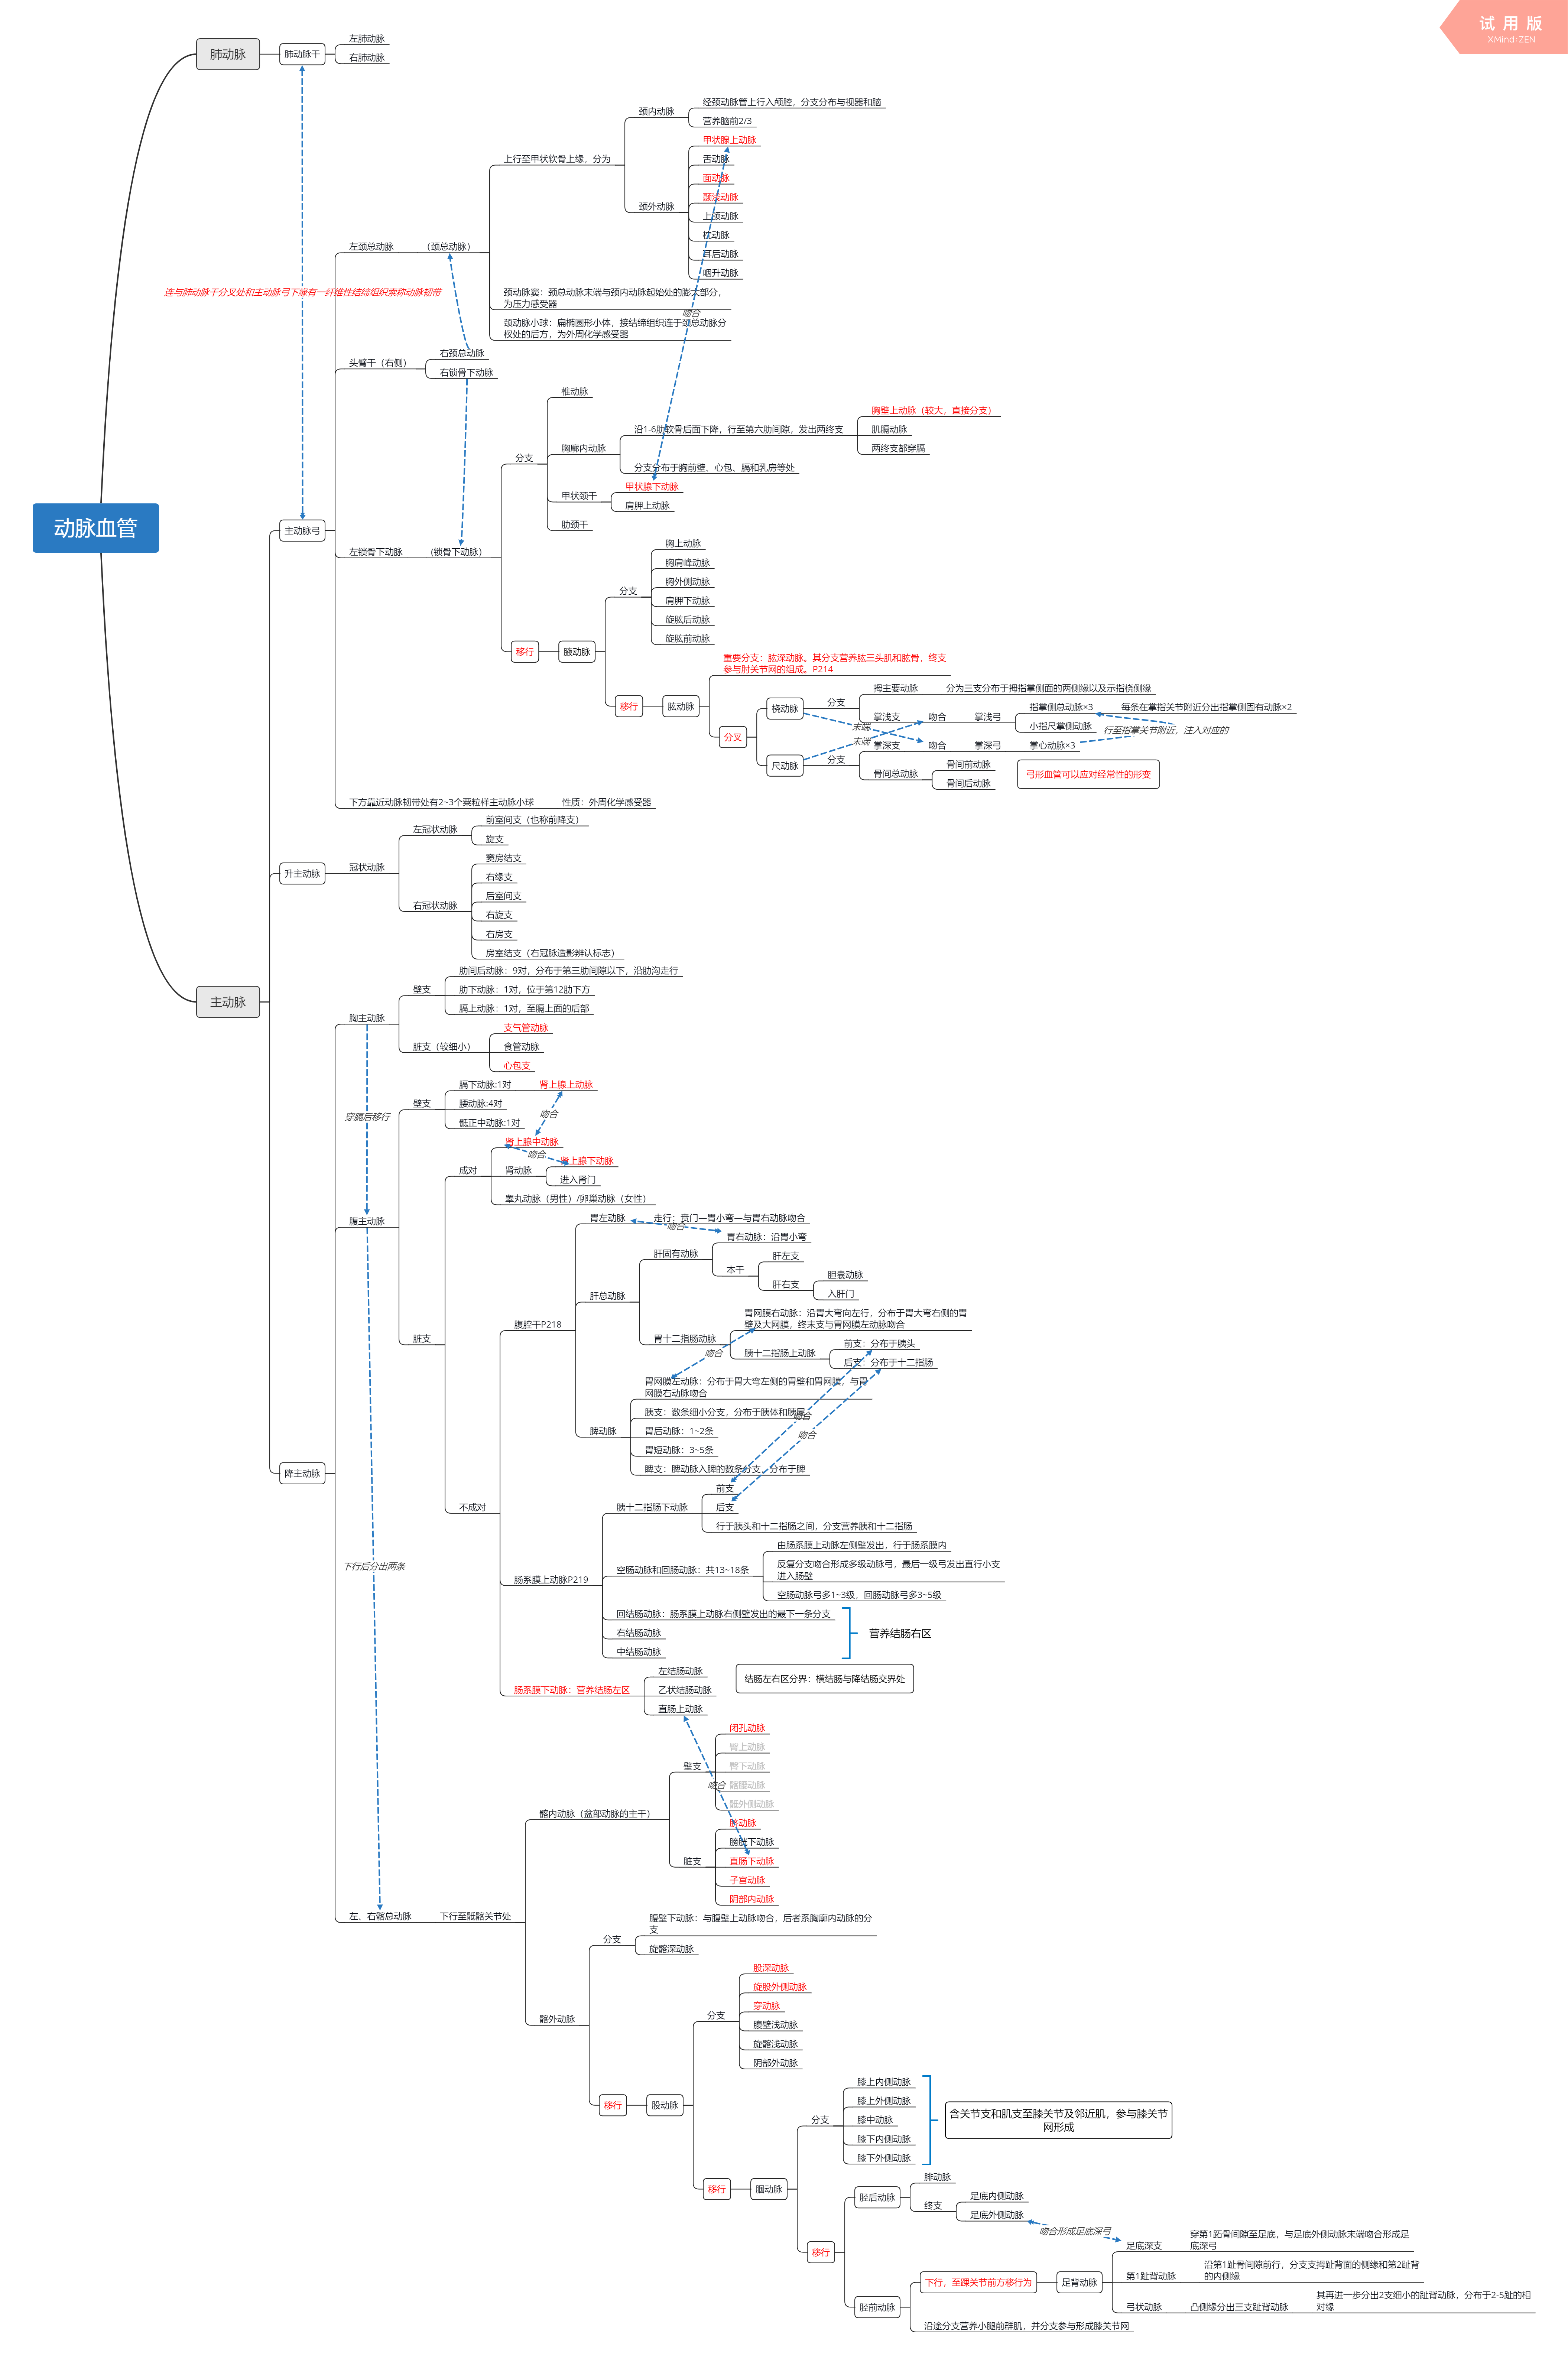 试 用 版
XMind:ZEN
动脉血管
肺动脉
肺动脉干
左肺动脉
右肺动脉
主动脉
主动脉弓
连与肺动脉干分叉处和主动脉弓下缘有一纤维性结缔组织索称动脉韧带
左颈总动脉
（颈总动脉）
上行至甲状软骨上缘，分为
颈内动脉
经颈动脉管上行入颅腔，分支分布与视器和脑
营养脑前2/3
颈外动脉
甲状腺上动脉
舌动脉
面动脉
颞浅动脉
上颌动脉
枕动脉
耳后动脉
咽升动脉
颈动脉窦：颈总动脉末端与颈内动脉起始处的膨大部分，
为压力感受器
吻合
颈动脉小球：扁椭圆形小体，接结缔组织连于颈总动脉分
权处的后方，为外周化学感受器
头臂干（右侧）
右颈总动脉
右锁骨下动脉
左锁骨下动脉
（锁骨下动脉）
分支
椎动脉
胸廓内动脉
沿1-6肋软骨后面下降，行至第六肋间隙，发出两终支
胸壁上动脉（较大，直接分支）
肌膈动脉
两终支都穿膈
分支分布于胸前壁、心包、膈和乳房等处
甲状颈干
甲状腺下动脉
肩胛上动脉
肋颈干
移行
腋动脉
分支
胸上动脉
胸肩峰动脉
胸外侧动脉
肩胛下动脉
旋肱后动脉
旋肱前动脉
移行
肱动脉
重要分支：肱深动脉。其分支营养肱三头肌和肱骨，终支
参与肘关节网的组成。P214
分叉
桡动脉
分支
拇主要动脉
分为三支分布于拇指掌侧面的两侧缘以及示指桡侧缘
掌浅支
吻合
掌浅弓
指掌侧总动脉×3
每条在掌指关节附近分出指掌侧固有动脉×2
小指尺掌侧动脉
行至指掌关节附近，注入对应的
末端
末端
尺动脉
分支
掌深支
吻合
掌深弓
掌心动脉×3
骨间总动脉
骨间前动脉
骨间后动脉
弓形血管可以应对经常性的形变
下方靠近动脉韧带处有2~3个粟粒样主动脉小球
性质：外周化学感受器
升主动脉
冠状动脉
左冠状动脉
前室间支（也称前降支）
旋支
右冠状动脉
窦房结支
右缘支
后室间支
右旋支
右房支
房室结支（右冠脉造影辨认标志）
降主动脉
胸主动脉
壁支
肋间后动脉：9对，分布于第三肋间隙以下，沿肋沟走行
肋下动脉：1对，位于第12肋下方
膈上动脉：1对，至膈上面的后部
脏支（较细小）
支气管动脉
食管动脉
心包支
穿膈后移行
腹主动脉
壁支
膈下动脉:1对
肾上腺上动脉
腰动脉:4对
骶正中动脉:1对
吻合
脏支
成对
肾上腺中动脉
吻合
肾动脉
肾上腺下动脉
进入肾门
睾丸动脉（男性）/卵巢动脉（女性）
不成对
腹腔干P218
胃左动脉
走行：贲门—胃小弯—与胃右动脉吻合
吻合
肝总动脉
肝固有动脉
胃右动脉：沿胃小弯
本干
肝左支
肝右支
胆囊动脉
入肝门
胃十二指肠动脉
胃网膜右动脉：沿胃大弯向左行，分布于胃大弯右侧的胃
壁及大网膜，终末支与胃网膜左动脉吻合
胰十二指肠上动脉
前支：分布于胰头
后支：分布于十二指肠
吻合
脾动脉
胃网膜左动脉：分布于胃大弯左侧的胃壁和胃网膜，与胃
网膜右动脉吻合
胰支：数条细小分支，分布于胰体和胰尾
吻合
胃后动脉：1~2条
吻合
胃短动脉：3~5条
脾支：脾动脉入脾的数条分支，分布于脾
肠系膜上动脉P219
胰十二指肠下动脉
前支
后支
行于胰头和十二指肠之间，分支营养胰和十二指肠
空肠动脉和回肠动脉：共13~18条
由肠系膜上动脉左侧壁发出，行于肠系膜内
反复分支吻合形成多级动脉弓，最后一级弓发出直行小支
进入肠壁
空肠动脉弓多1~3级，回肠动脉弓多3~5级
回结肠动脉：肠系膜上动脉右侧壁发出的最下一条分支
右结肠动脉
中结肠动脉
营养结肠右区
肠系膜下动脉：营养结肠左区
左结肠动脉
乙状结肠动脉
直肠上动脉
结肠左右区分界：横结肠与降结肠交界处
下行后分出两条
左、右髂总动脉
下行至骶髂关节处
髂内动脉（盆部动脉的主干）
壁支
闭孔动脉
臀上动脉
臀下动脉
髂腰动脉
骶外侧动脉
吻合
脏支
脐动脉
膀胱下动脉
直肠下动脉
子宫动脉
阴部内动脉
髂外动脉
分支
腹壁下动脉：与腹壁上动脉吻合，后者系胸廓内动脉的分
支
旋髂深动脉
移行
股动脉
分支
股深动脉
旋股外侧动脉
穿动脉
腹壁浅动脉
旋髂浅动脉
阴部外动脉
移行
腘动脉
分支
膝上内侧动脉
膝上外侧动脉
膝中动脉
膝下内侧动脉
膝下外侧动脉
含关节支和肌支至膝关节及邻近肌，参与膝关节
网形成
移行
胫后动脉
腓动脉
终支
足底内侧动脉
足底外侧动脉
吻合形成足底深弓
胫前动脉
下行，至踝关节前方移行为
足背动脉
足底深支
穿第1跖骨间隙至足底，与足底外侧动脉末端吻合形成足
底深弓
第1趾背动脉
沿第1趾骨间隙前行，分支支拇趾背面的侧缘和第2趾背
的内侧缘
弓状动脉
凸侧缘分出三支趾背动脉
其再进一步分出2支细小的趾背动脉，分布于2-5趾的相
对缘
沿途分支营养小腿前群肌，并分支参与形成膝关节网